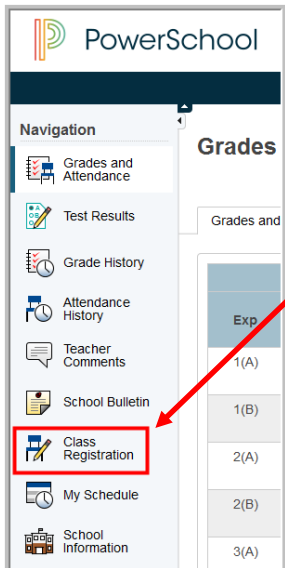 PowerSchool
Navigation
Grades and
Attendance
Test Results
Grade History
Attendance
History
Teacher
Comments
School Bulletin
Class
Registration
My Schedule
School
Information
Grades
Grades and
Exp
1(A)
1(B)
2(A)
2(B)
3(A)